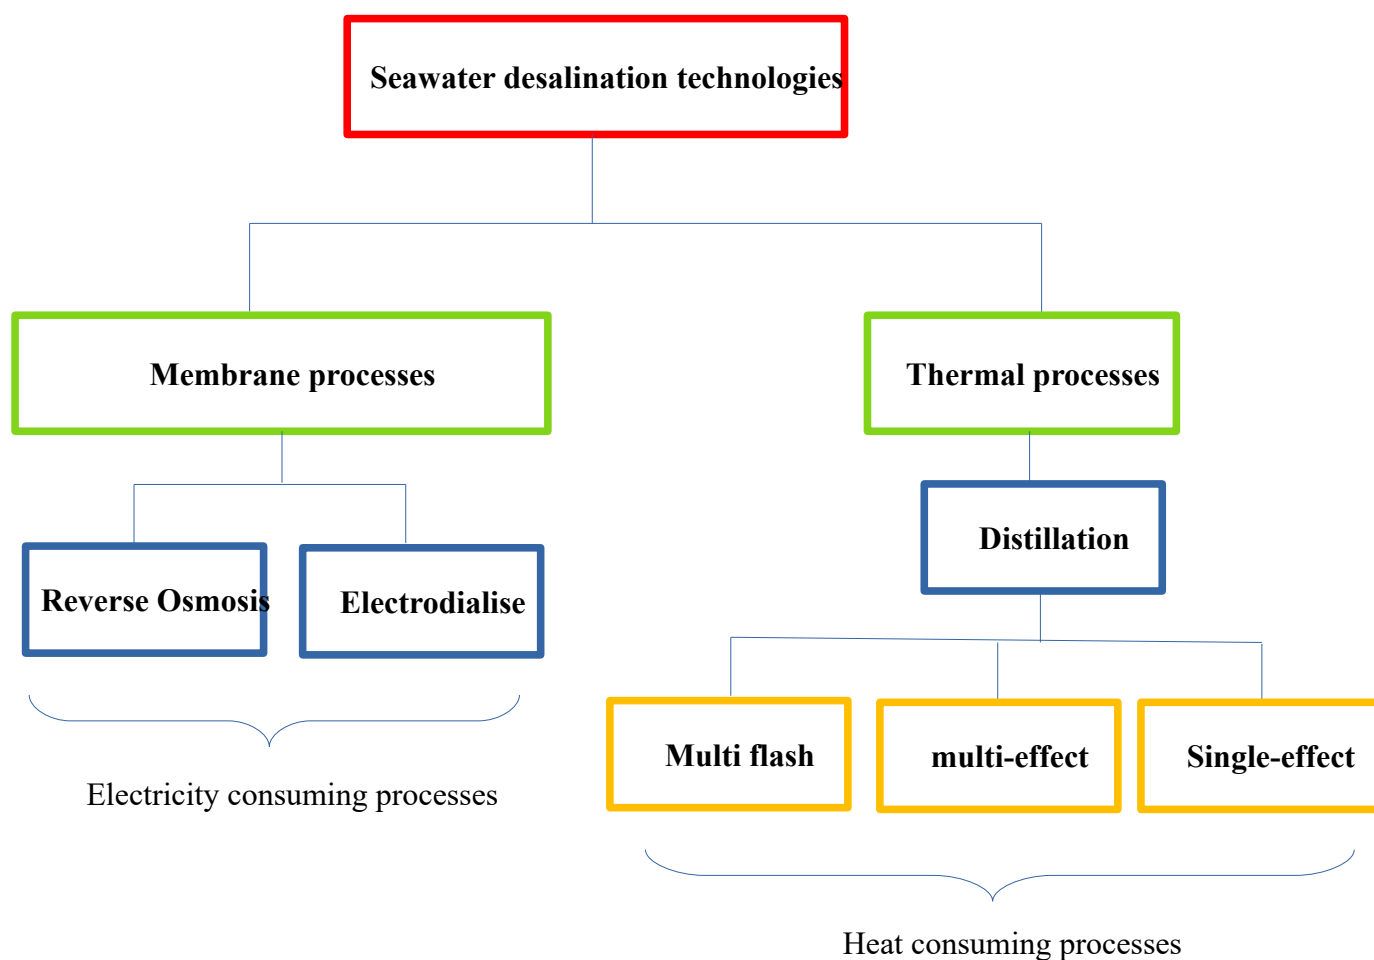 Seawater desalination technologies
Membrane processes
Thermal processes
Reverse Osmosis
Electrodialise
Distillation
Multi flash
multi-effect
Single-effect
Electricity consuming processes
Heat consuming processes